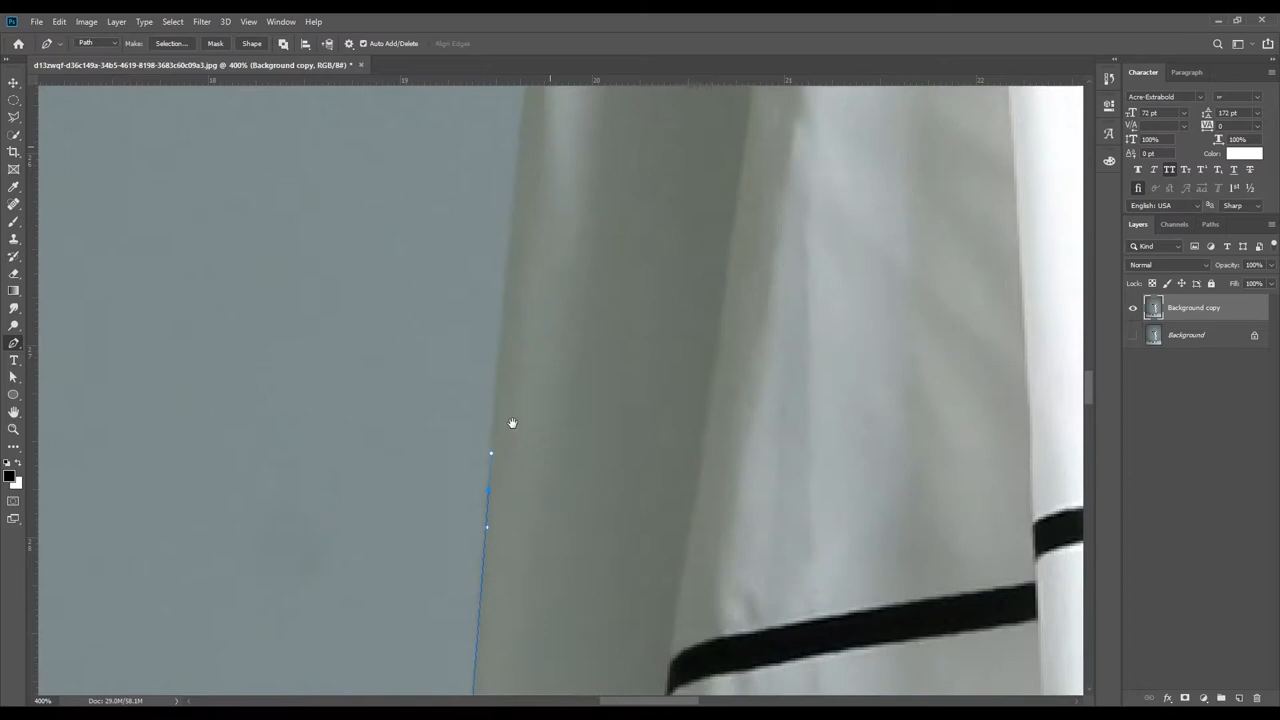 File Edit Image Layer Type Select Filter 3D View Window Help
Path Make: Selection... Mask Shape Auto Add/Delete Align Edges
d13zwqf-d36c149a-34b5-4619-8198-3683c60c09a3.jpg @ 400% (Background copy, RGB/8#) *
18 19 20 21 22
Character Paragraph
Acre-Extrabold
72 pt 172 pt
0
100% 100%
0 pt Color:
English: USA Sharp
Layers Channels Paths
Kind
Normal Opacity: 100%
Lock: Fill: 100%
Background copy
Background
400% Doc: 29.0M/58.1M